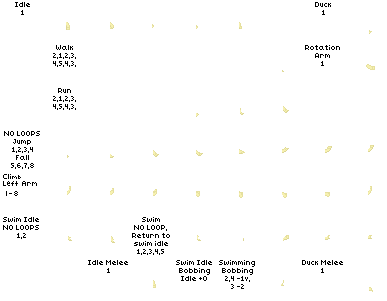 Idle
1
Duck
1
Walk
2,1,2,3,
4,5,4,3,
Rotation
Arm
1
Run
2,1,2,3,
4,5,4,3,
NO LOOPS
Jump
1,2,3,4
Fall
5,6,7,8
Climb
Left Arm
1-8
Swim Idle
NO LOOPS
1,2
Swim
NO LOOP,
Return to
swim idle
1,2,3,4,5
Swim Idle
Bobbing
Idle +0
Swimming
Bobbing
2,4 -1v,
3 -2
Idle Melee
1
Duck Melee
1